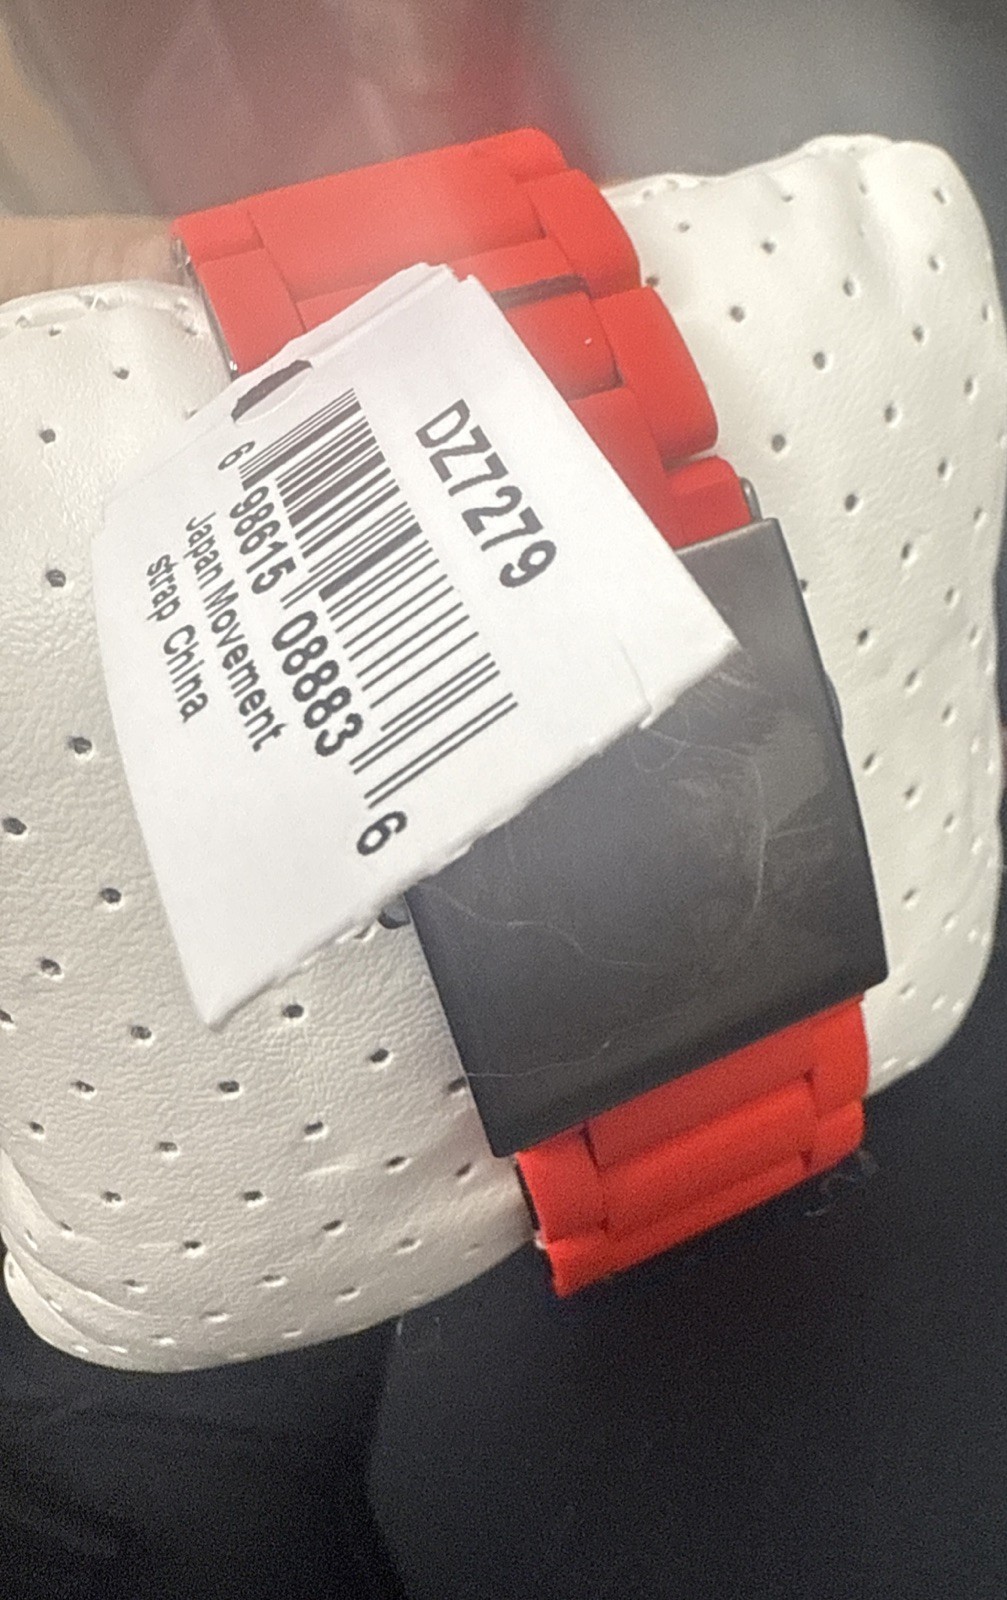 DZ7279
6 98615 08883 6
Japan Movement
strap China